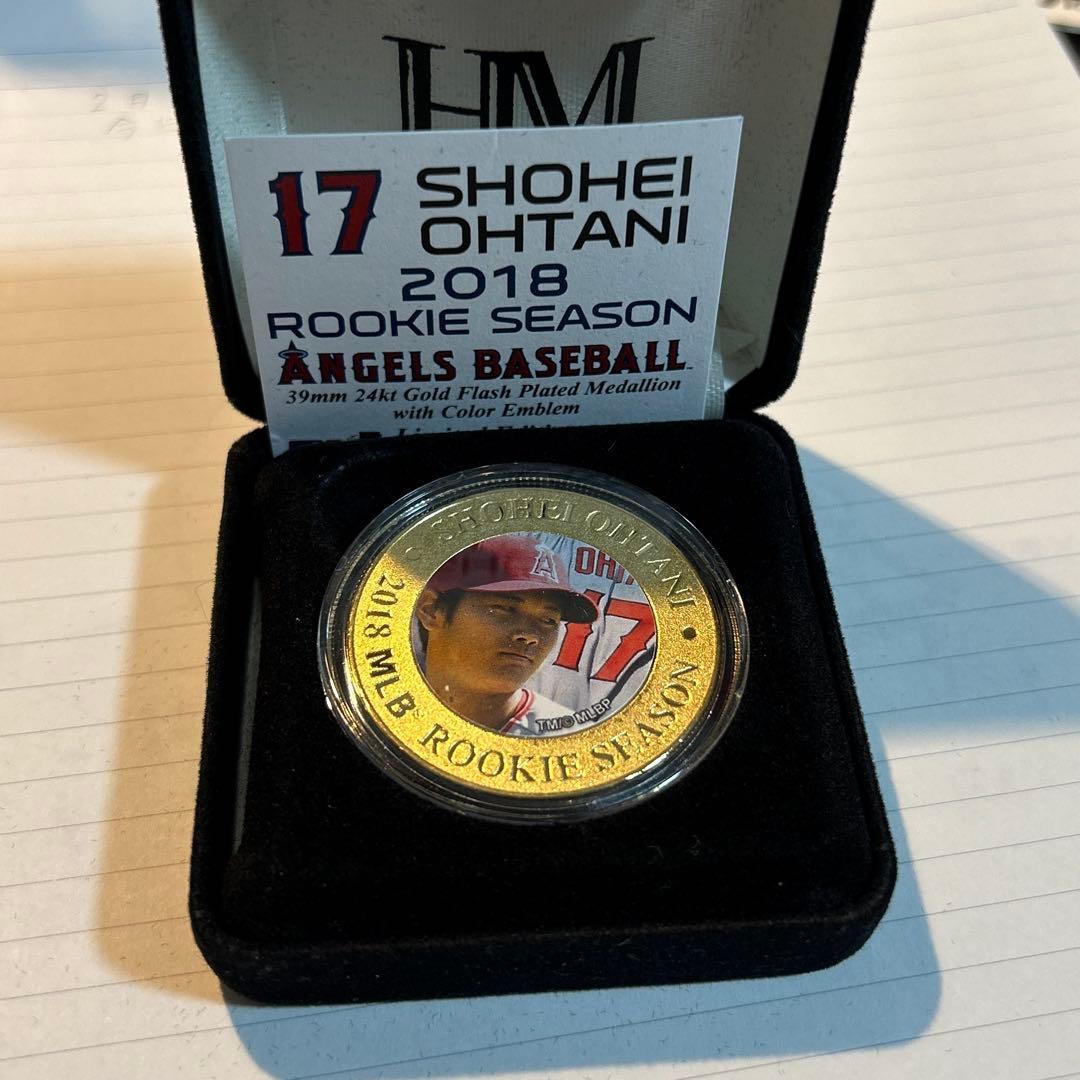 HM
17 SHOHEI
OHTANI
2018
ROOKIE SEASON
ANGELS BASEBALL
39mm 24kt Gold Flash Plated Medallion
with Color Emblem
SHOHEI OHTANI
2018 MLB ROOKIE SEASON
A
17
TM/© MLBP